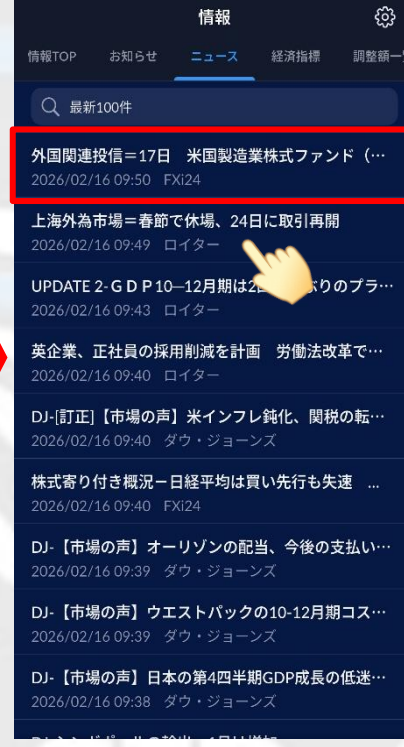 情報
情報TOP お知らせ ニュース 経済指標 調整額一
最新100件
外国関連投信＝17日　米国製造業株式ファンド（…
2026/02/16 09:50 FXi24
上海外為市場＝春節で休場、24日に取引再開
2026/02/16 09:49 ロイター
UPDATE 2-ＧＤＰ10―12月期は2 ぶりのプラ…
2026/02/16 09:43 ロイター
英企業、正社員の採用削減を計画　労働法改革で…
2026/02/16 09:40 ロイター
DJ-[訂正]【市場の声】米インフレ鈍化、関税の転…
2026/02/16 09:40 ダウ・ジョーンズ
株式寄り付き概況－日経平均は買い先行も失速　...
2026/02/16 09:40 FXi24
DJ-【市場の声】オーリゾンの配当、今後の支払い…
2026/02/16 09:39 ダウ・ジョーンズ
DJ-【市場の声】ウエストパックの10-12月期コス…
2026/02/16 09:39 ダウ・ジョーンズ
DJ-【市場の声】日本の第4四半期GDP成長の低迷…
2026/02/16 09:38 ダウ・ジョーンズ